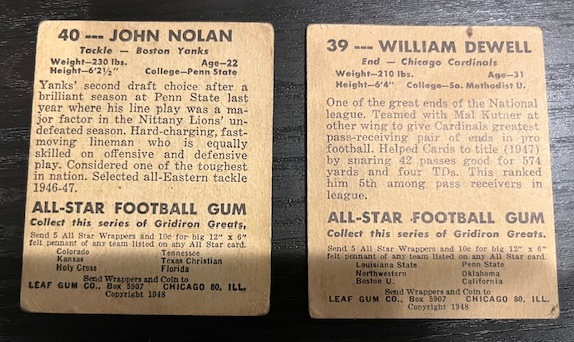 40 --- JOHN NOLAN
Tackle — Boston Yanks
Weight—230 lbs. Age—22
Height—6'2½" College—Penn State
Yanks' second draft choice after a
brilliant season at Penn State last
year where his line play was a ma-
jor factor in the Nittany Lions' un-
defeated season. Hard-charging, fast-
moving lineman who is equally
skilled on offensive and defensive
play. Considered one of the toughest
in nation. Selected all-Eastern tackle
1946-47.
ALL-STAR FOOTBALL GUM
Collect this series of Gridiron Greats,
Send 5 All Star Wrappers and 10c for big 12" x 6"
felt pennant of any team listed on any All Star card.
Colorado Tennessee
Kansas Texas Christian
Holy Cross Florida
Send Wrappers and Coin to
LEAF GUM CO., Box 5907 CHICAGO 80, ILL.
Copyright 1948
39 --- WILLIAM DEWELL
End — Chicago Cardinals
Weight—210 lbs. Age—31
Height—6'4" College—So. Methodist U.
One of the great ends of the National
league. Teamed with Mal Kutner at
other wing to give Cardinals greatest
pass-receiving pair of ends in pro
football. Helped Cards to title (1947)
by snaring 42 passes good for 574
yards and four TDs. This ranked
him 5th among pass receivers in
league.
ALL-STAR FOOTBALL GUM
Collect this series of Gridiron Greats.
Send 5 All Star Wrappers and 10c for big 12" x 6"
felt pennant of any team listed on any All Star card.
Louisiana State Penn State
Northwestern Oklahoma
Boston U. California
Send Wrappers and Coin to
LEAF GUM CO., Box 5907 CHICAGO 80, ILL.
Copyright 1948